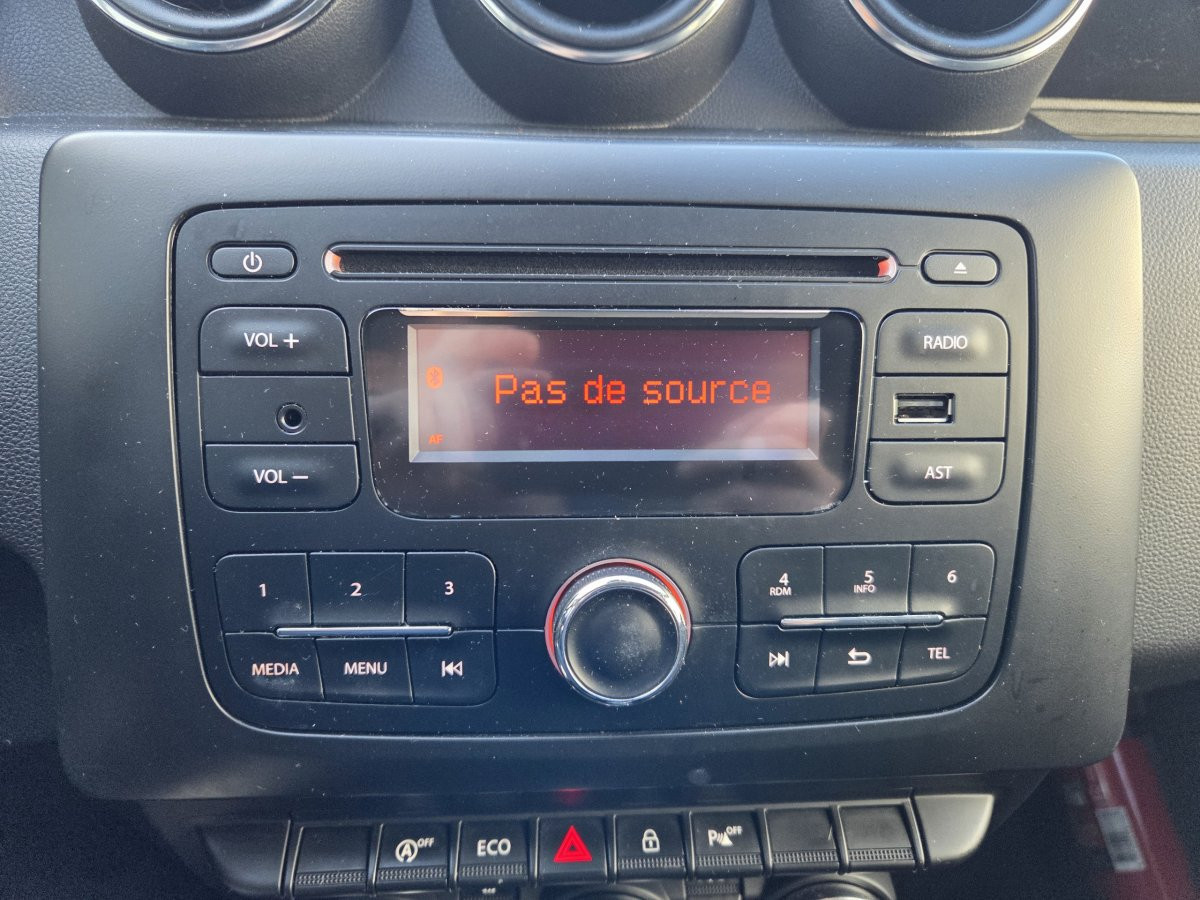 VOL +
RADIO
Pas de source
AF
VOL −
AST
1
2
3
4
RDM
5
INFO
6
MEDIA
MENU
TEL
A OFF
ECO
P OFF